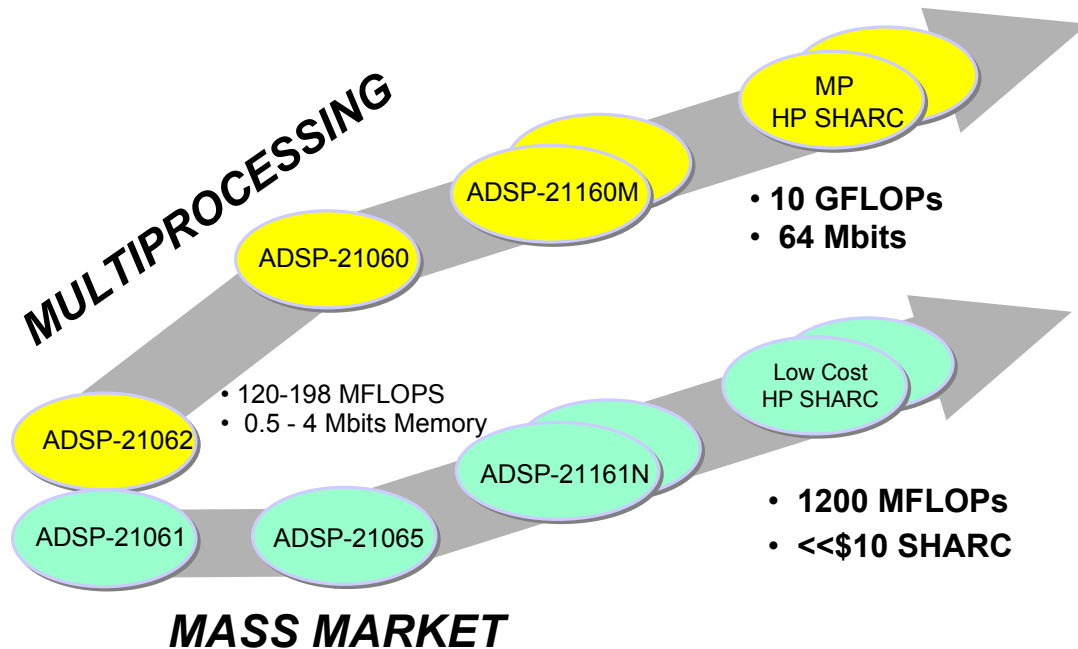 MULTIPROCESSING
MP
HP SHARC
ADSP-21160M
ADSP-21060
• 10 GFLOPs
• 64 Mbits
ADSP-21062
• 120-198 MFLOPS
• 0.5 - 4 Mbits Memory
Low Cost
HP SHARC
ADSP-21161N
ADSP-21061
ADSP-21065
• 1200 MFLOPs
• <<$10 SHARC
MASS MARKET